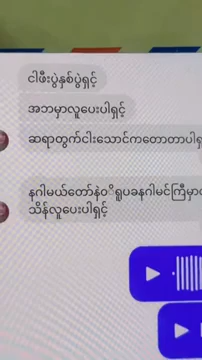 ငါဖီးပွဲနှစ်ပွဲရှင့်
အဘမှာလူပေးပါရှင့်
ဆရာတွက်ငါးသောင်ကတောတာပါရှ
နဂါမယ်တော်နဲ့ဝိရူပခနဂါမင်ကြီမှာ
သိန်လူပေးပါရှင့်